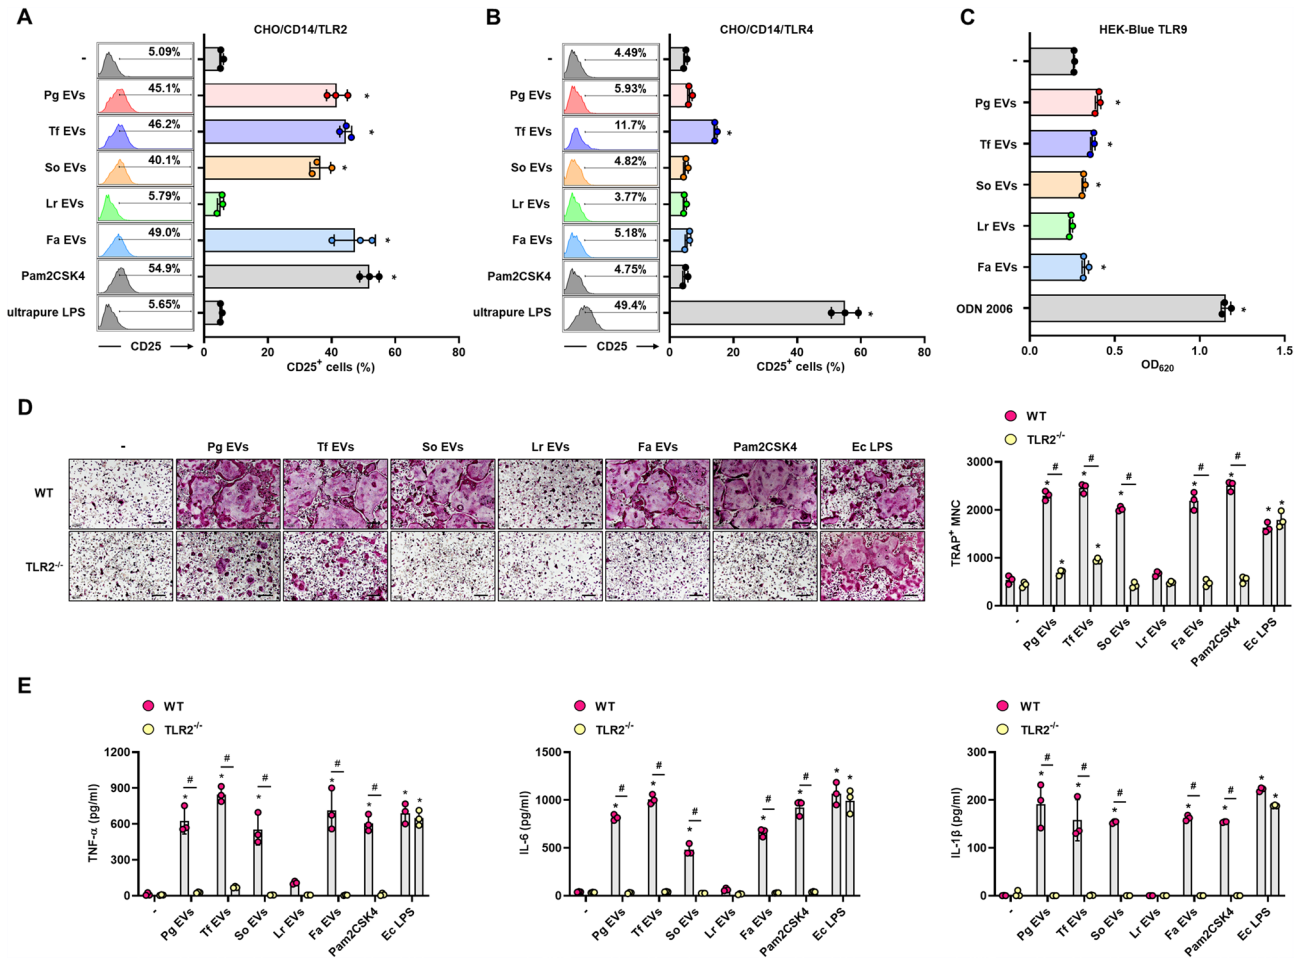 A
CHO/CD14/TLR2
-
5.09%
Pg EVs
45.1%
*
Tf EVs
46.2%
*
So EVs
40.1%
*
Lr EVs
5.79%
Fa EVs
49.0%
*
Pam2CSK4
54.9%
*
ultrapure LPS
5.65%
CD25
0 20 40 60 80
CD25+ cells (%)
B
CHO/CD14/TLR4
-
4.49%
Pg EVs
5.93%
Tf EVs
11.7%
*
So EVs
4.82%
Lr EVs
3.77%
Fa EVs
5.18%
Pam2CSK4
4.75%
ultrapure LPS
49.4%
*
CD25
0 20 40 60 80
CD25+ cells (%)
C
HEK-Blue TLR9
-
Pg EVs *
Tf EVs *
So EVs *
Lr EVs
Fa EVs *
ODN 2006 *
0.0 0.5 1.0 1.5
OD620
D
- Pg EVs Tf EVs So EVs Lr EVs Fa EVs Pam2CSK4 Ec LPS
WT
TLR2-/-
WT
TLR2-/-
TRAP+ MNC
3000
2000
1000
0
# # # # #
* * * * * * * * *
- Pg EVs Tf EVs So EVs Lr EVs Fa EVs Pam2CSK4 Ec LPS
E
WT
TLR2-/-
TNF-α (pg/ml)
1200
900
600
300
0
# # # # #
* * * * * * *
- Pg EVs Tf EVs So EVs Lr EVs Fa EVs Pam2CSK4 Ec LPS
WT
TLR2-/-
IL-6 (pg/ml)
1500
1000
500
0
# # # # #
* * * * * * *
- Pg EVs Tf EVs So EVs Lr EVs Fa EVs Pam2CSK4 Ec LPS
WT
TLR2-/-
IL-1β (pg/ml)
300
200
100
0
# # # # #
* * * * * * *
- Pg EVs Tf EVs So EVs Lr EVs Fa EVs Pam2CSK4 Ec LPS